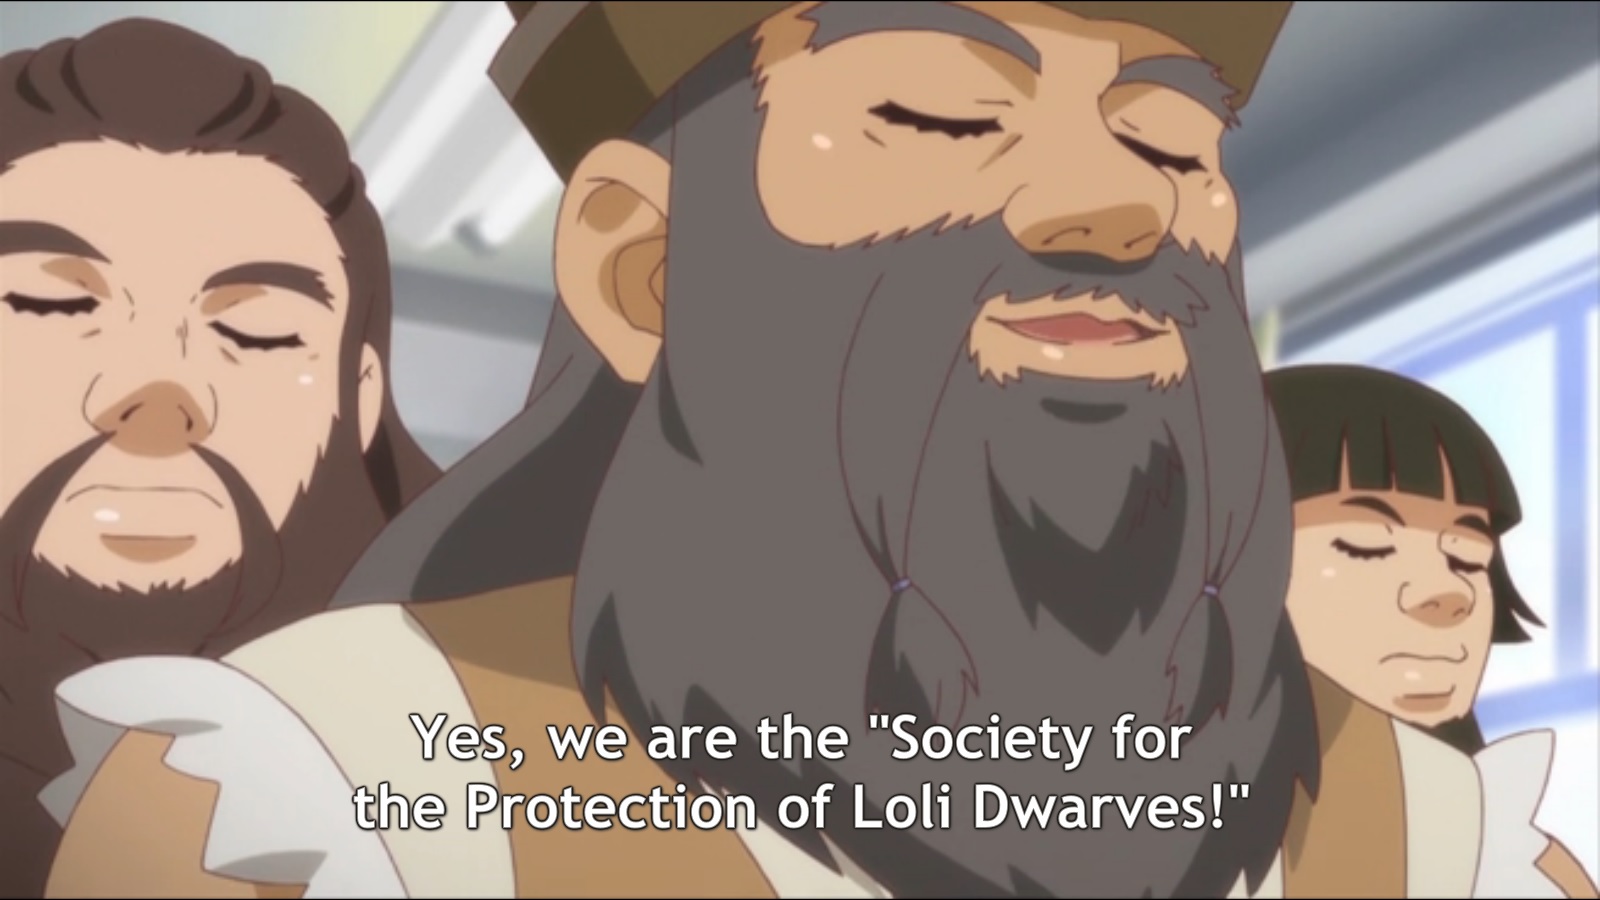 Yes, we are the "Society for
the Protection of Loli Dwarves!"